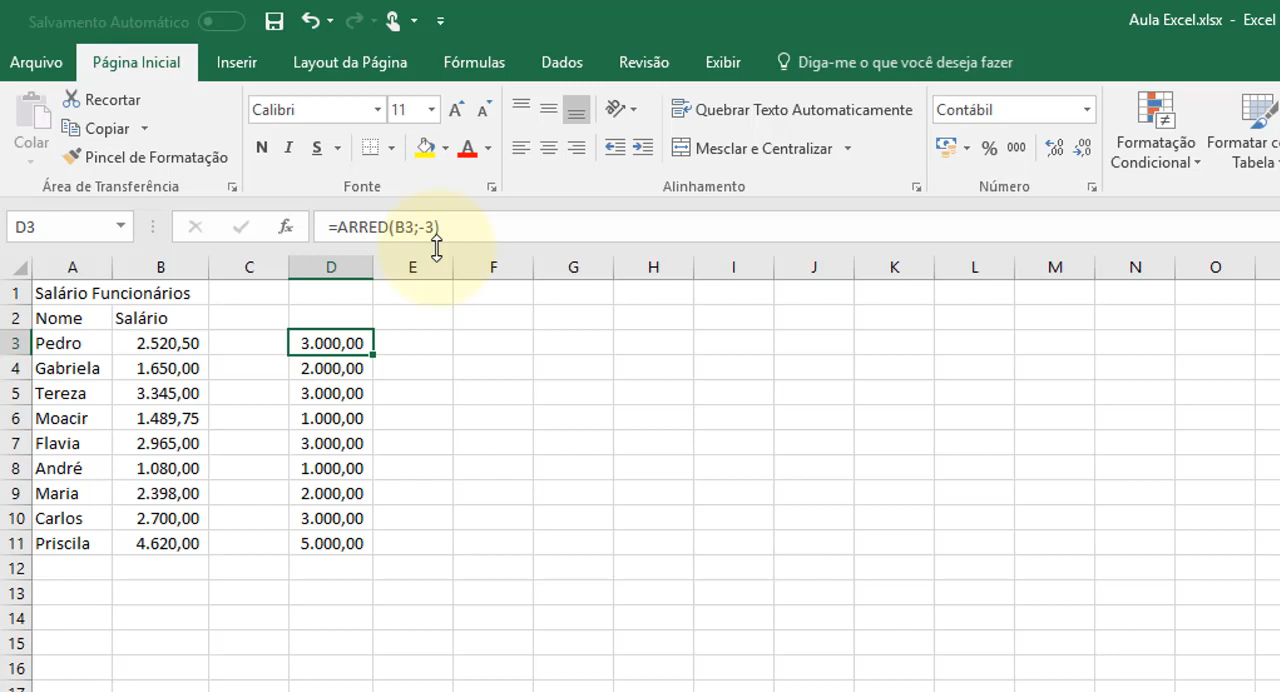 Salvamento Automático
Aula Excel.xlsx - Excel
Arquivo Página Inicial Inserir Layout da Página Fórmulas Dados Revisão Exibir Diga-me o que você deseja fazer
Colar
Recortar
Copiar
Pincel de Formatação
Área de Transferência
Calibri 11 A A
N I S A
Fonte
Quebrar Texto Automaticamente
Mesclar e Centralizar
Alinhamento
Contábil
% 000 ,00 ,00
Número
Formatação
Condicional
Formatar co
Tabela
D3 fx =ARRED(B3;-3)
A B C D E F G H I J K L M N O
1 Salário Funcionários
2 Nome Salário
3 Pedro 2.520,50 3.000,00
4 Gabriela 1.650,00 2.000,00
5 Tereza 3.345,00 3.000,00
6 Moacir 1.489,75 1.000,00
7 Flavia 2.965,00 3.000,00
8 André 1.080,00 1.000,00
9 Maria 2.398,00 2.000,00
10 Carlos 2.700,00 3.000,00
11 Priscila 4.620,00 5.000,00
12
13
14
15
16
17